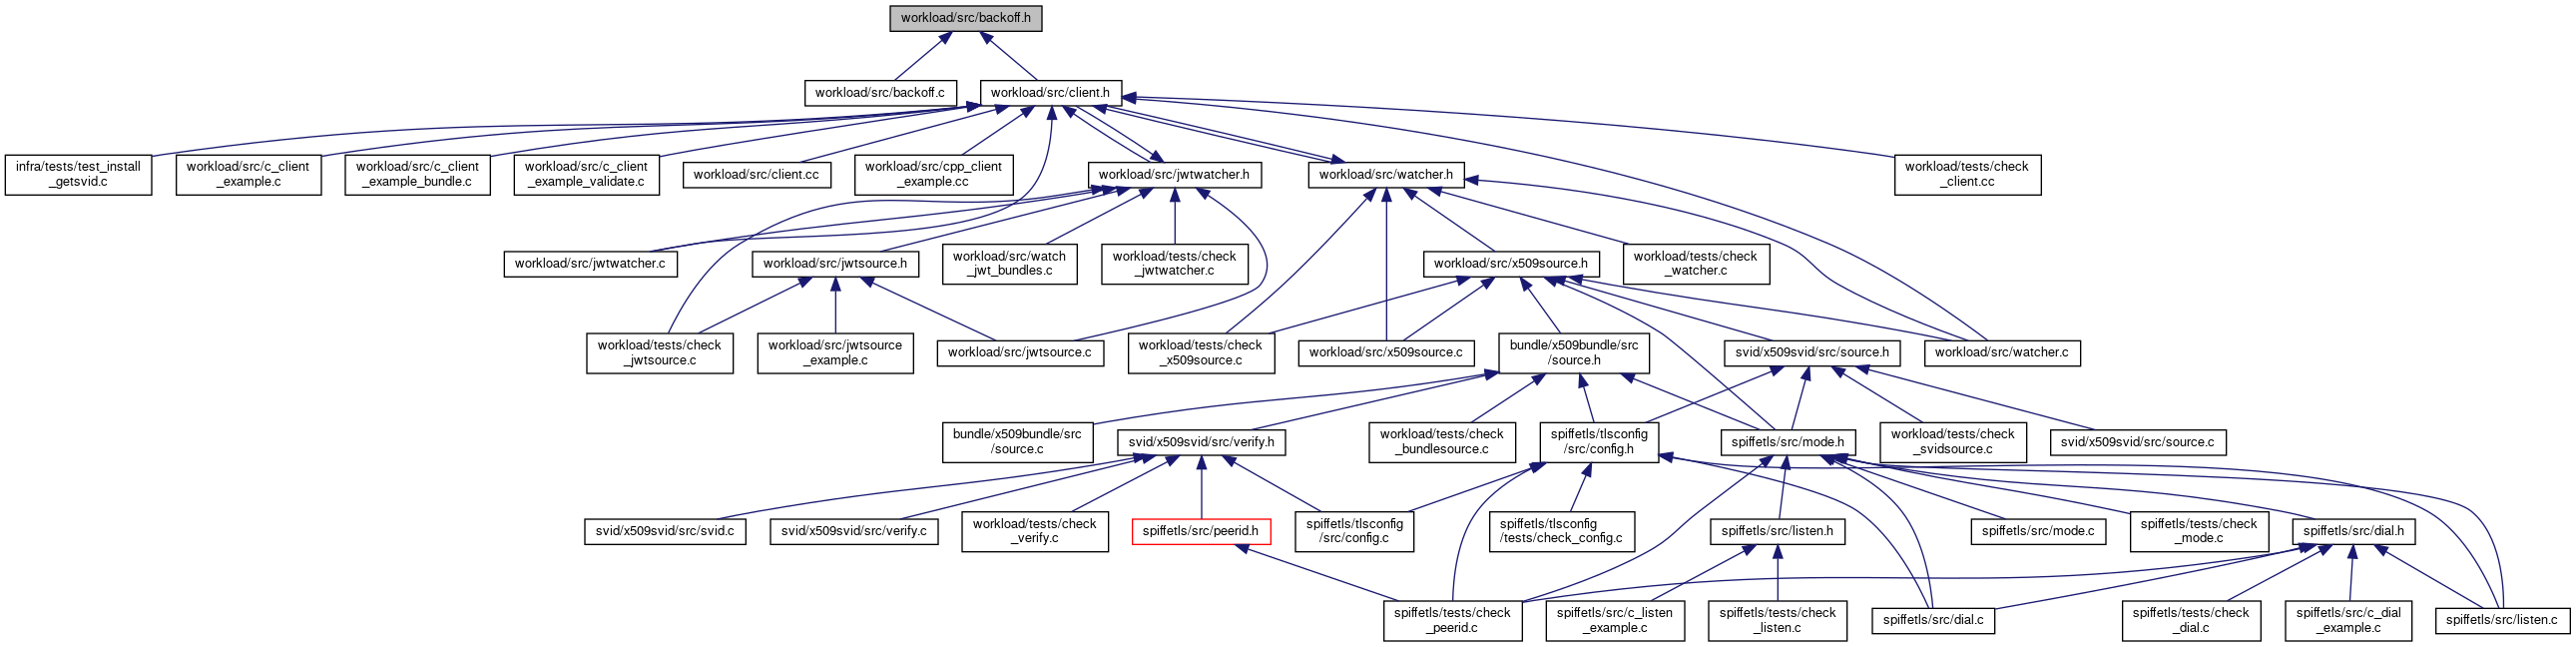 workload/src/backoff.h
workload/src/backoff.c
workload/src/client.h
infra/tests/test_install
_getsvid.c
workload/src/c_client
_example.c
workload/src/c_client
_example_bundle.c
workload/src/c_client
_example_validate.c
workload/src/client.cc
workload/src/cpp_client
_example.cc
workload/src/jwtwatcher.h
workload/src/watcher.h
workload/tests/check
_client.cc
workload/src/jwtwatcher.c
workload/src/jwtsource.h
workload/src/watch
_jwt_bundles.c
workload/tests/check
_jwtwatcher.c
workload/src/x509source.h
workload/tests/check
_watcher.c
workload/tests/check
_jwtsource.c
workload/src/jwtsource
_example.c
workload/src/jwtsource.c
workload/tests/check
_x509source.c
workload/src/x509source.c
bundle/x509bundle/src
/source.h
svid/x509svid/src/source.h
workload/src/watcher.c
bundle/x509bundle/src
/source.c
svid/x509svid/src/verify.h
workload/tests/check
_bundlesource.c
spiffetls/tlsconfig
/src/config.h
spiffetls/src/mode.h
workload/tests/check
_svidsource.c
svid/x509svid/src/source.c
svid/x509svid/src/svid.c
svid/x509svid/src/verify.c
workload/tests/check
_verify.c
spiffetls/src/peerid.h
spiffetls/tlsconfig
/src/config.c
spiffetls/tlsconfig
/tests/check_config.c
spiffetls/src/listen.h
spiffetls/src/mode.c
spiffetls/tests/check
_mode.c
spiffetls/src/dial.h
spiffetls/tests/check
_peerid.c
spiffetls/src/c_listen
_example.c
spiffetls/tests/check
_listen.c
spiffetls/src/dial.c
spiffetls/tests/check
_dial.c
spiffetls/src/c_dial
_example.c
spiffetls/src/listen.c